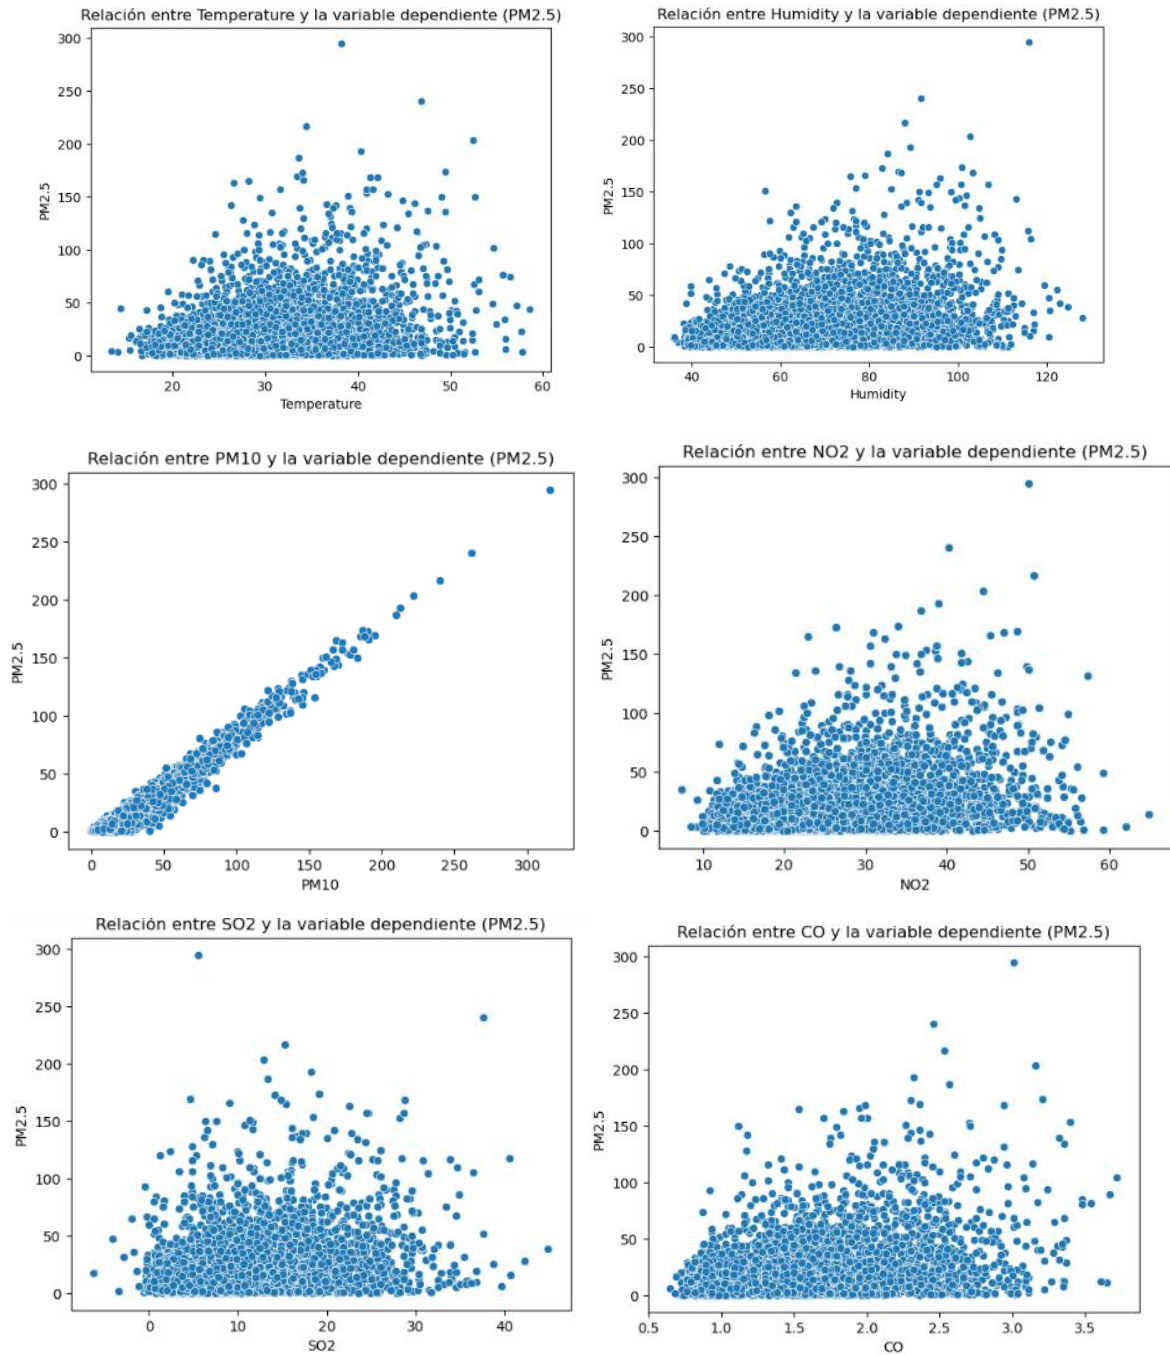 Relación entre Temperature y la variable dependiente (PM2.5)
300
250
200
150
100
50
0
PM2.5
20 30 40 50 60
Temperature
Relación entre Humidity y la variable dependiente (PM2.5)
300
250
200
150
100
50
0
PM2.5
40 60 80 100 120
Humidity
Relación entre PM10 y la variable dependiente (PM2.5)
300
250
200
150
100
50
0
PM2.5
0 50 100 150 200 250 300
PM10
Relación entre NO2 y la variable dependiente (PM2.5)
300
250
200
150
100
50
0
PM2.5
10 20 30 40 50 60
NO2
Relación entre SO2 y la variable dependiente (PM2.5)
300
250
200
150
100
50
0
PM2.5
0 10 20 30 40
SO2
Relación entre CO y la variable dependiente (PM2.5)
300
250
200
150
100
50
0
PM2.5
0.5 1.0 1.5 2.0 2.5 3.0 3.5
CO